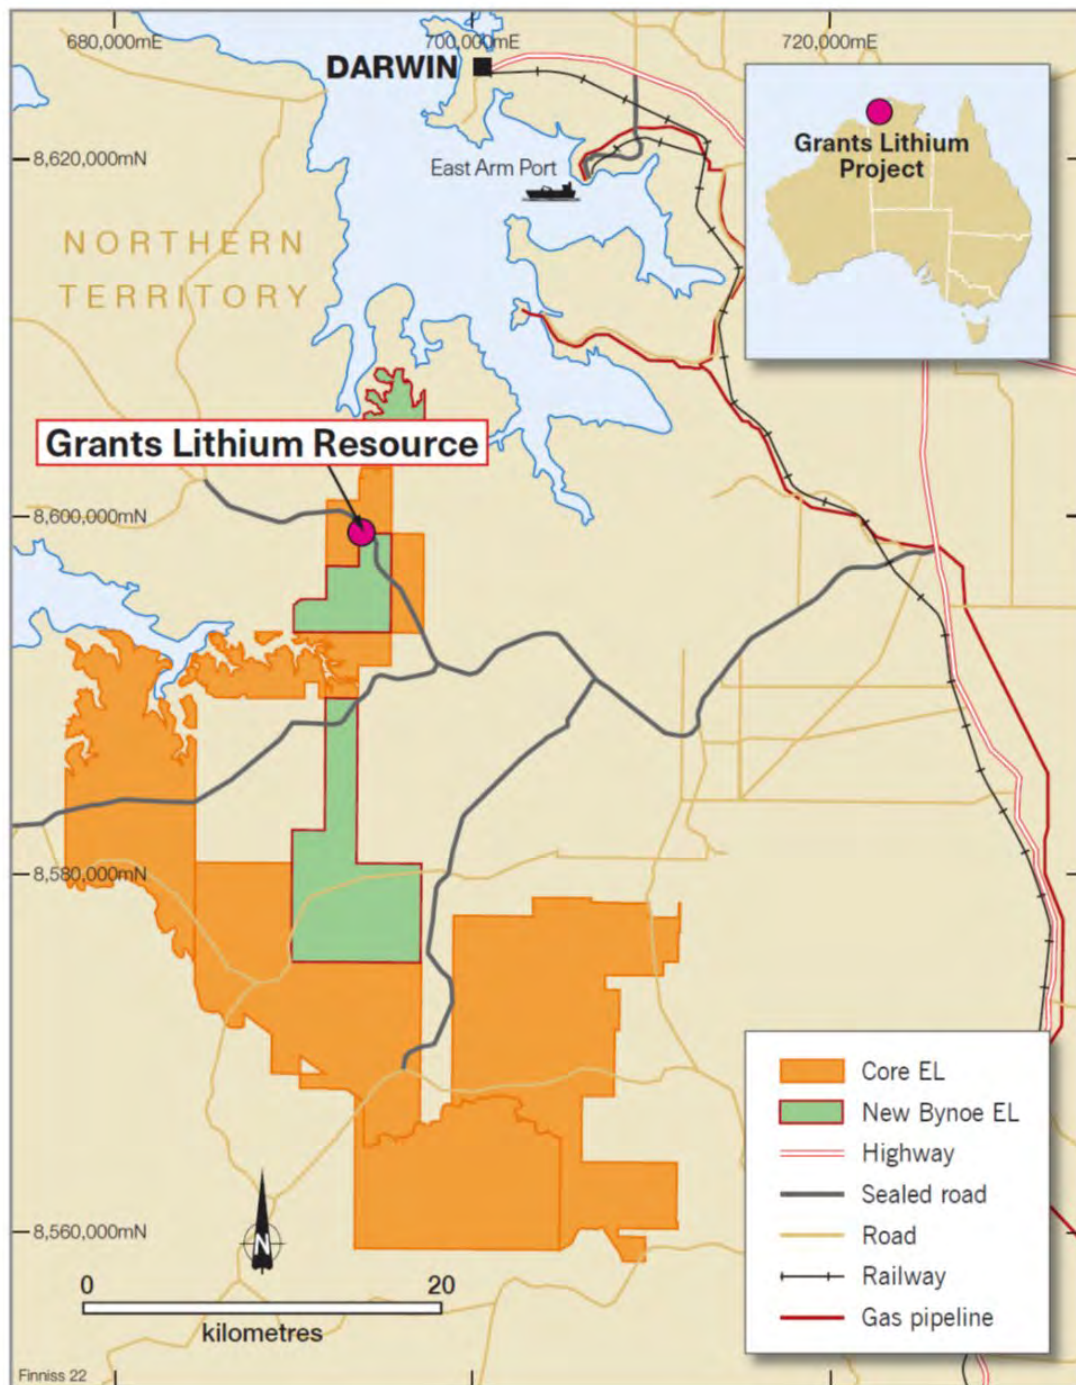 680,000mE
700,000mE
720,000mE
DARWIN
8,620,000mN
East Arm Port
Grants Lithium
Project
NORTHERN
TERRITORY
Grants Lithium Resource
8,600,000mN
8,580,000mN
Core EL
New Bynoe EL
Highway
Sealed road
Road
Railway
Gas pipeline
8,560,000mN
N
0
20
kilometres
Finniss 22